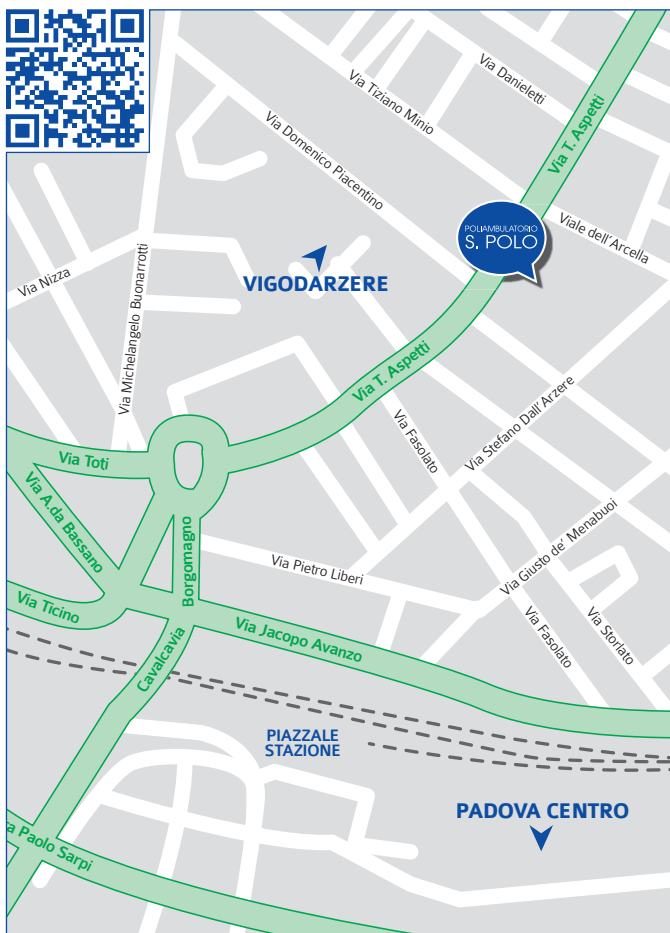 Via Danieletti
Via Tiziano Minio
Via T. Aspetti
Via Domenico Piacentino
POLIAMBULATORIO
S. POLO
Viale dell'Arcella
Via Nizza
Via Michelangelo Buonarrotti
VIGODARZERE
Via T. Aspetti
Via Fasolato
Via Stefano Dall'Arzere
Via Toti
Via A.da Bassano
Borgomagno
Via Pietro Liberi
Via Giusto de' Menabuoi
Via Ticino
Via Jacopo Avanzo
Via Fasolato
Via Storlato
Cavalcavia
PIAZZALE
STAZIONE
PADOVA CENTRO
ia Paolo Sarpi